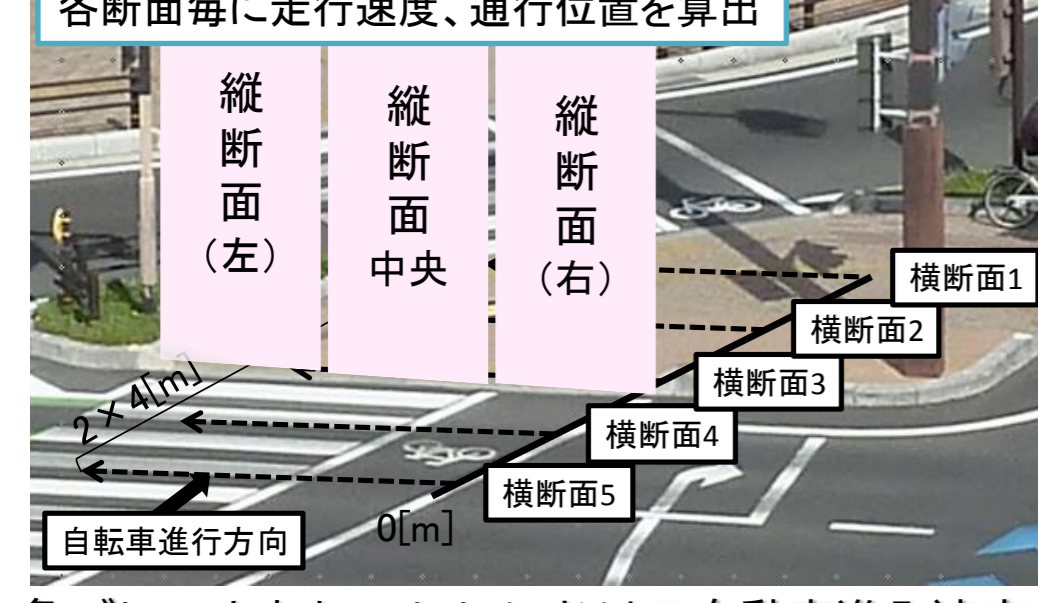 各断面毎に走行速度、通行位置を算出
縦断面(左)
縦断面中央
縦断面(右)
横断面1
横断面2
横断面3
横断面4
横断面5
2×4[m]
0[m]
自転車進行方向